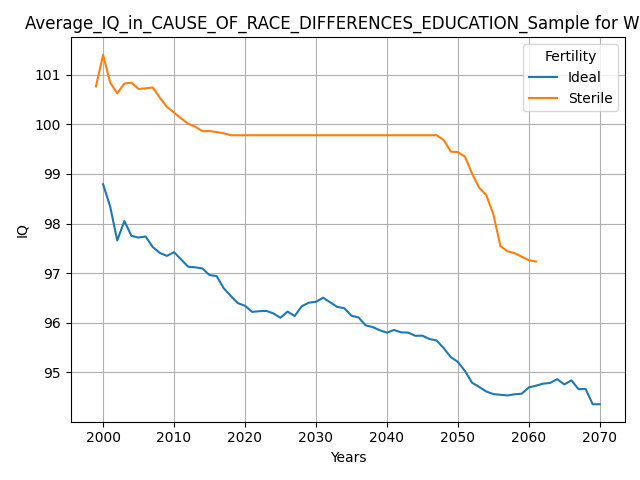 Average_IQ_in_CAUSE_OF_RACE_DIFFERENCES_EDUCATION_Sample for W
Fertility
Ideal
Sterile
IQ
101
100
99
98
97
96
95
2000 2010 2020 2030 2040 2050 2060 2070
Years